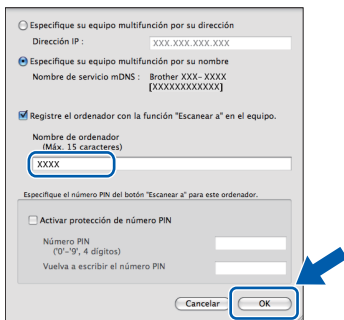 Especifique su equipo multifunción por su dirección
Dirección IP :
XXX.XXX.XXX.XXX
Especifique su equipo multifunción por su nombre
Nombre de servicio mDNS : Brother XXX-XXXX
[XXXXXXXXXXXX]
Registre el ordenador con la función "Escanear a" en el equipo.
Nombre de ordenador
(Máx. 15 caracteres)
XXXX
Especifique el número PIN del botón "Escanear a" para este ordenador.
Activar protección de número PIN
Número PIN
('0'-'9', 4 dígitos)
Vuelva a escribir el número PIN
Cancelar OK